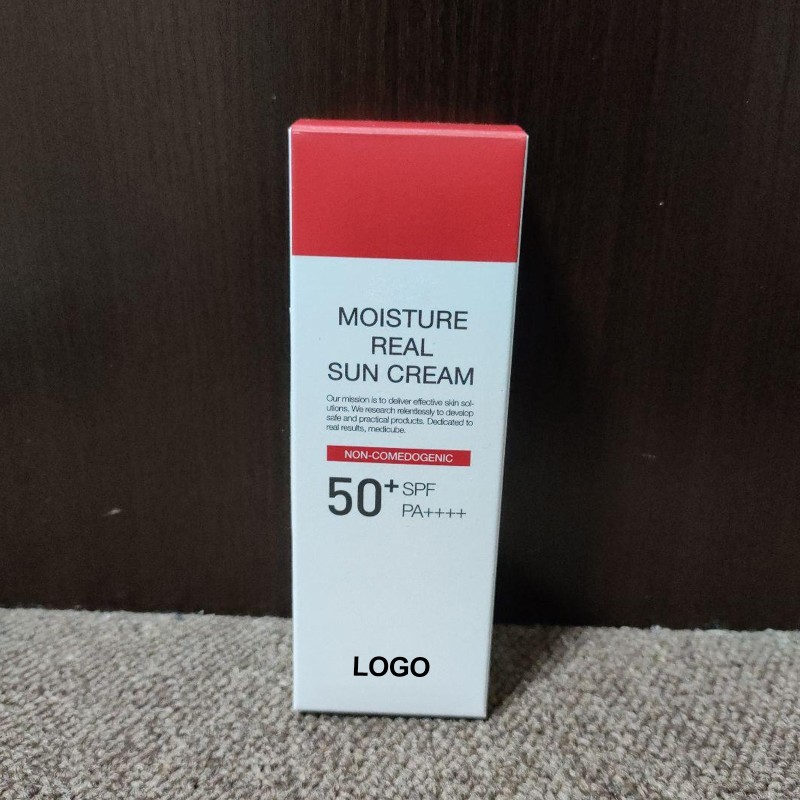 MOISTURE
REAL
SUN CREAM
Our mission is to deliver effective skin sol-
utions. We research relentlessly to develop
safe and practical products. Dedicated to
real results, medicube.
NON-COMEDOGENIC
50+ SPF
PA++++
LOGO